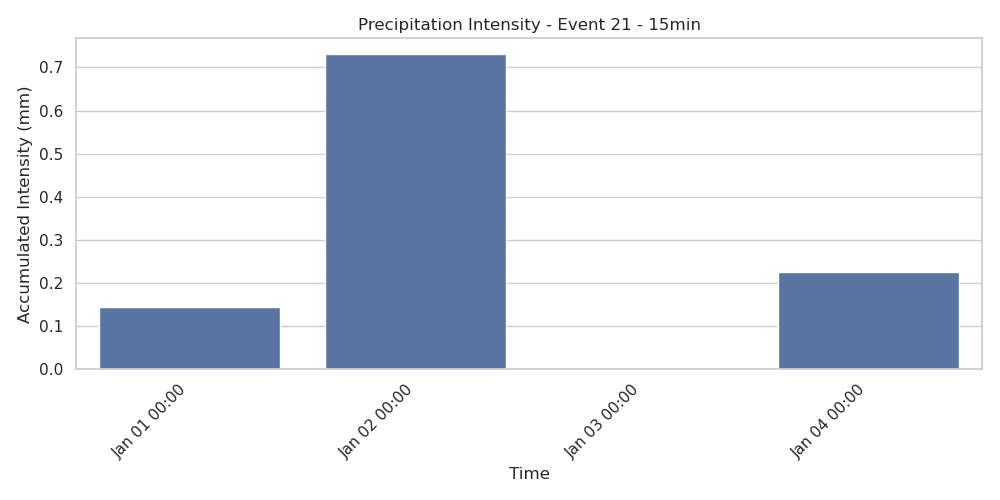 Precipitation Intensity - Event 21 - 15min
Accumulated Intensity (mm)
0.7
0.6
0.5
0.4
0.3
0.2
0.1
0.0
Jan 01 00:00
Jan 02 00:00
Jan 03 00:00
Jan 04 00:00
Time